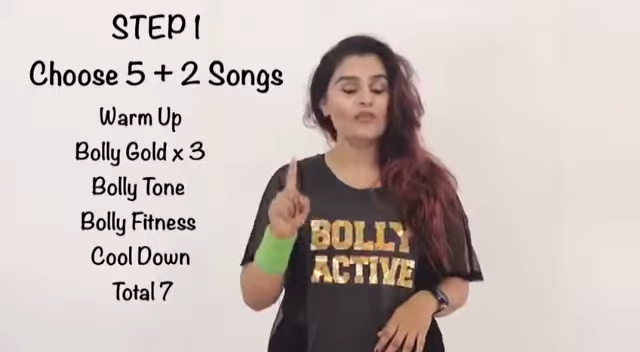 STEP 1
Choose 5 + 2 Songs
Warm Up
Bolly Gold x 3
Bolly Tone
Bolly Fitness
Cool Down
Total 7
BOLLY
ACTIVE